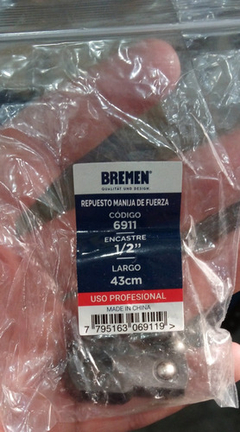 BREMEN®
QUALITÄT UND DESIGN
REPUESTO MANIJA DE FUERZA
CÓDIGO
6911
ENCASTRE
1/2"
LARGO
43cm
USO PROFESIONAL
MADE IN CHINA
7 795163 069119 >